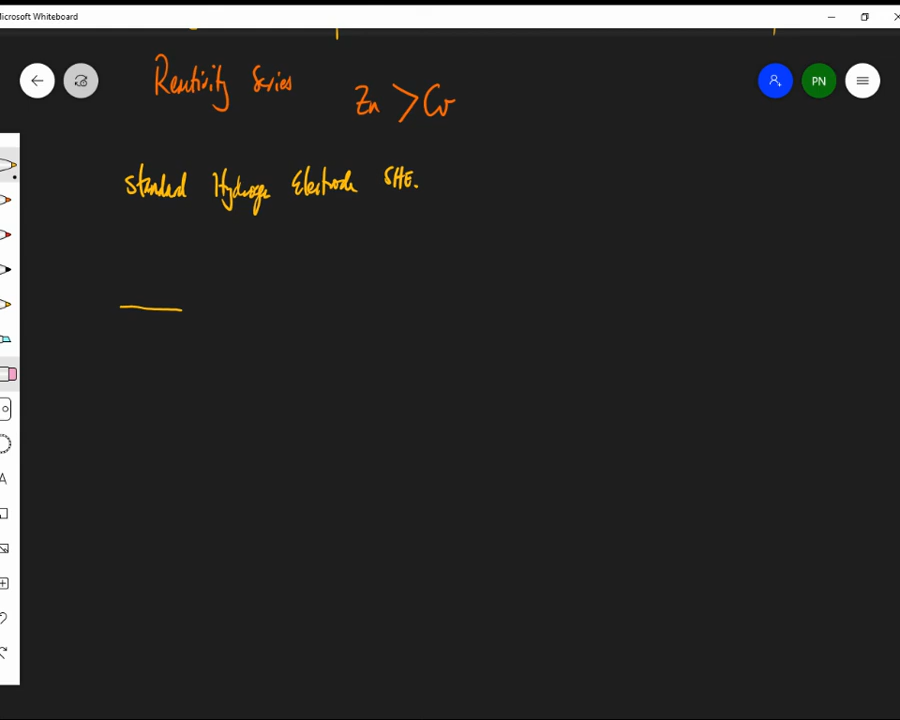 Microsoft Whiteboard
Reactivity Series
Zn > Cu
Standard Hydrogen Electrode SHE.
PN
A